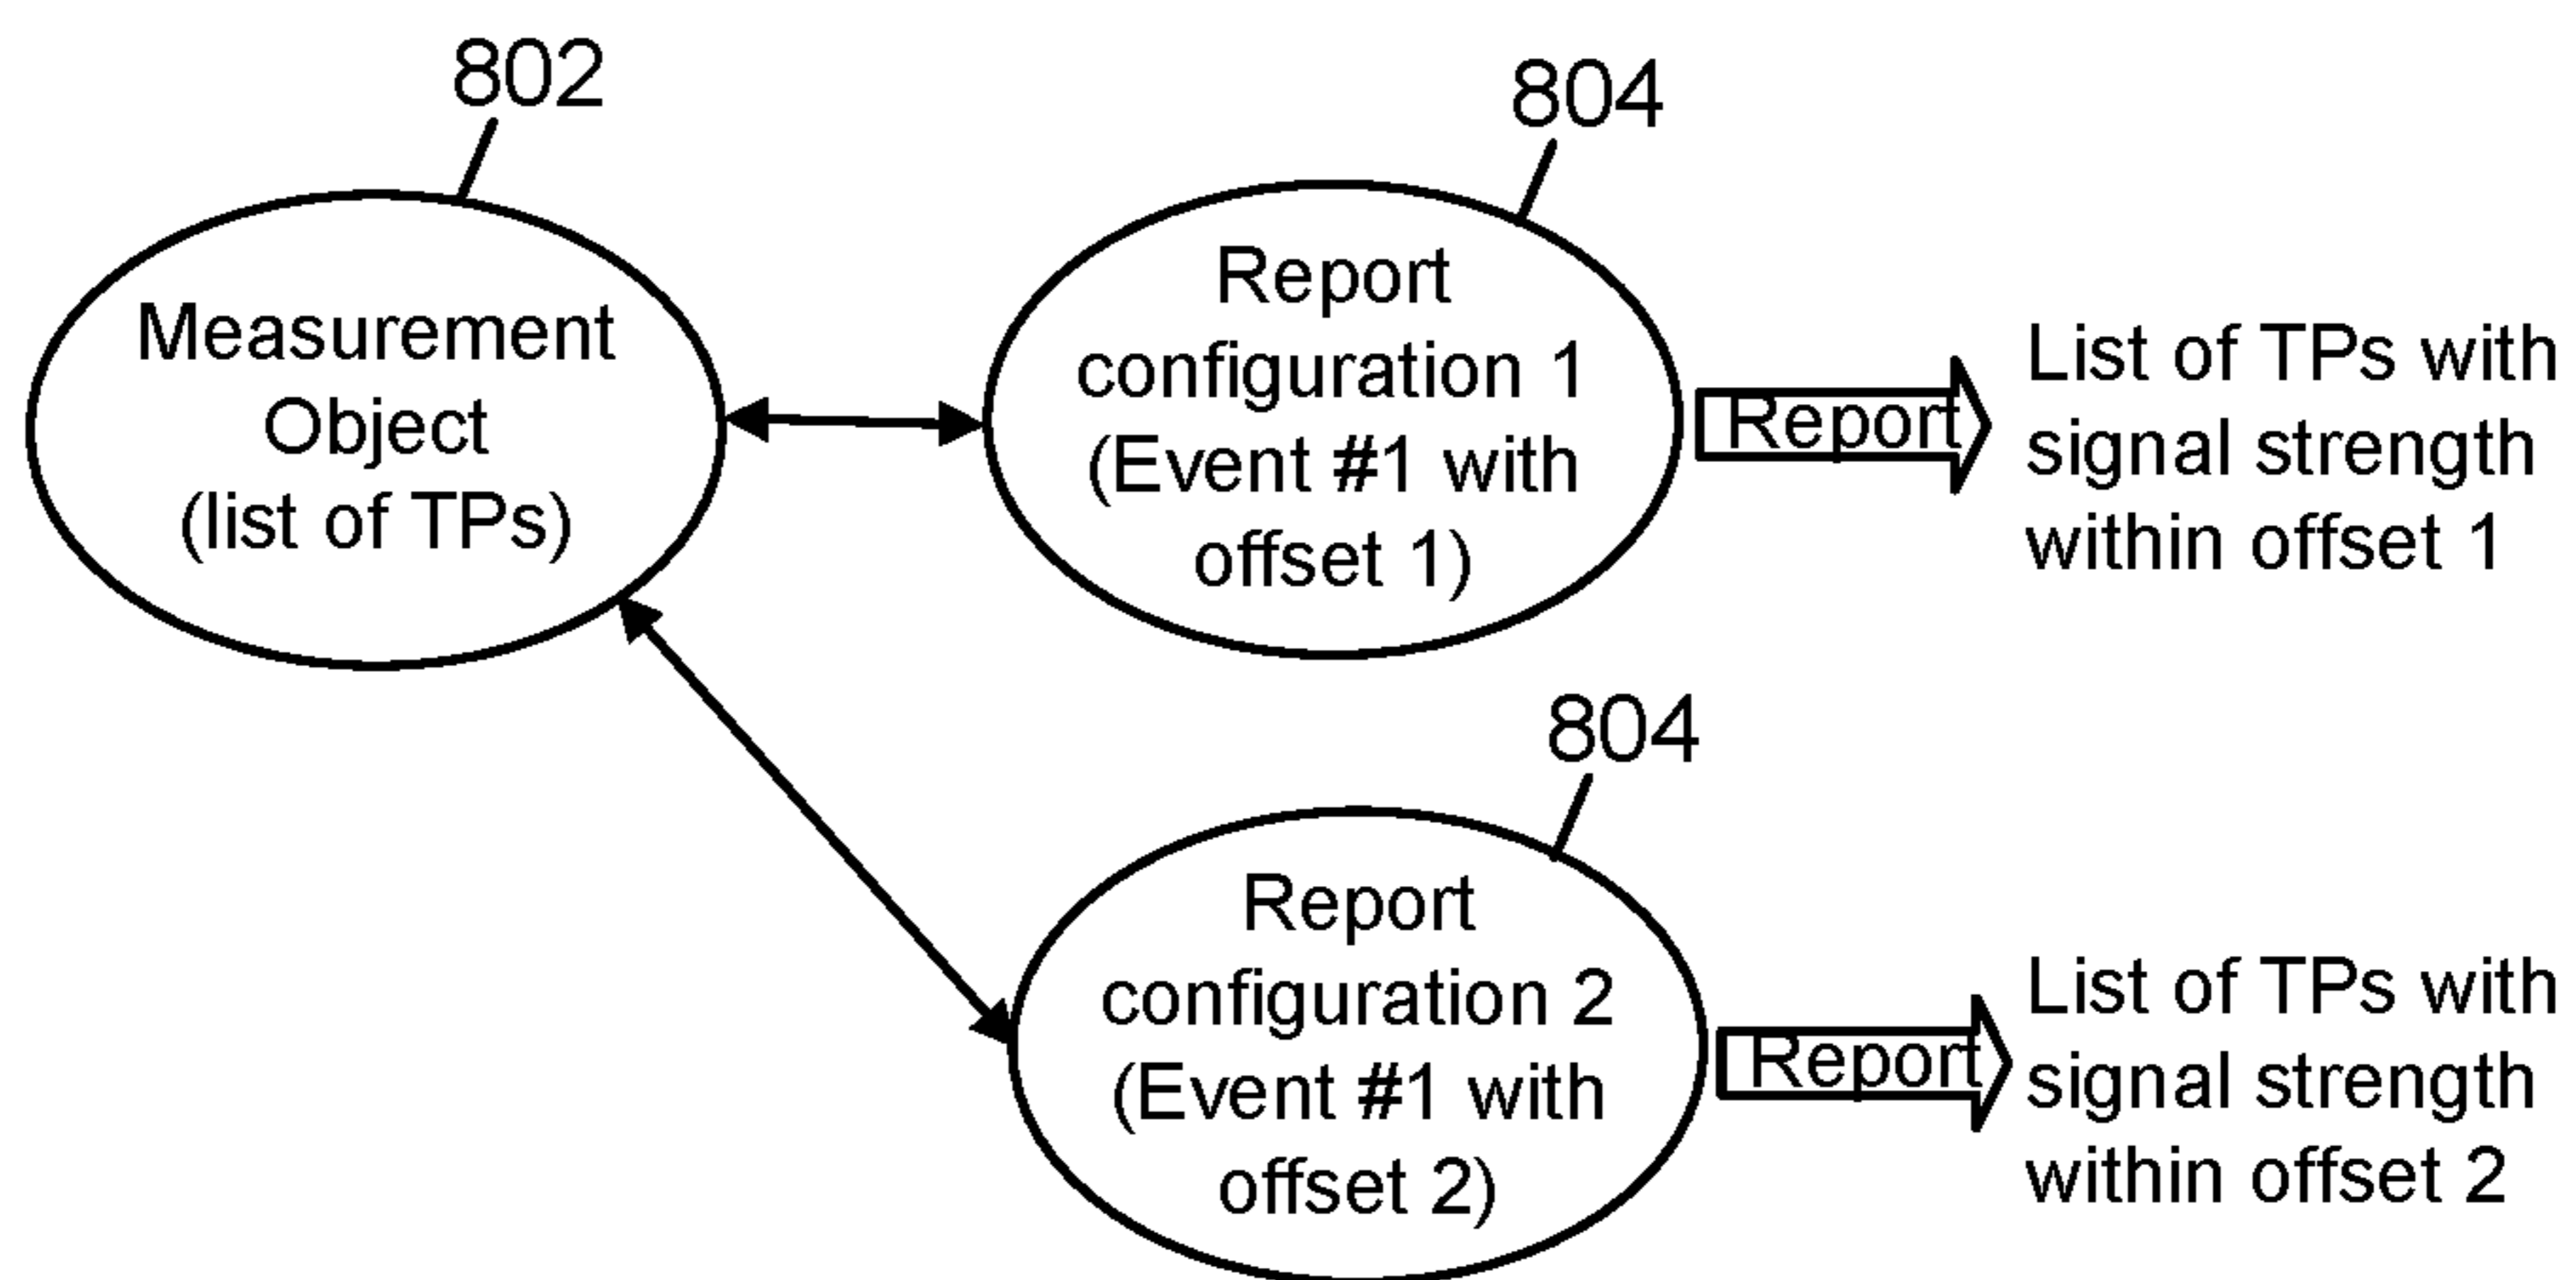 802
Measurement
Object
(list of TPs)
804
Report
configuration 1
(Event #1 with
offset 1)
Report
List of TPs with
signal strength
within offset 1
804
Report
configuration 2
(Event #1 with
offset 2)
Report
List of TPs with
signal strength
within offset 2